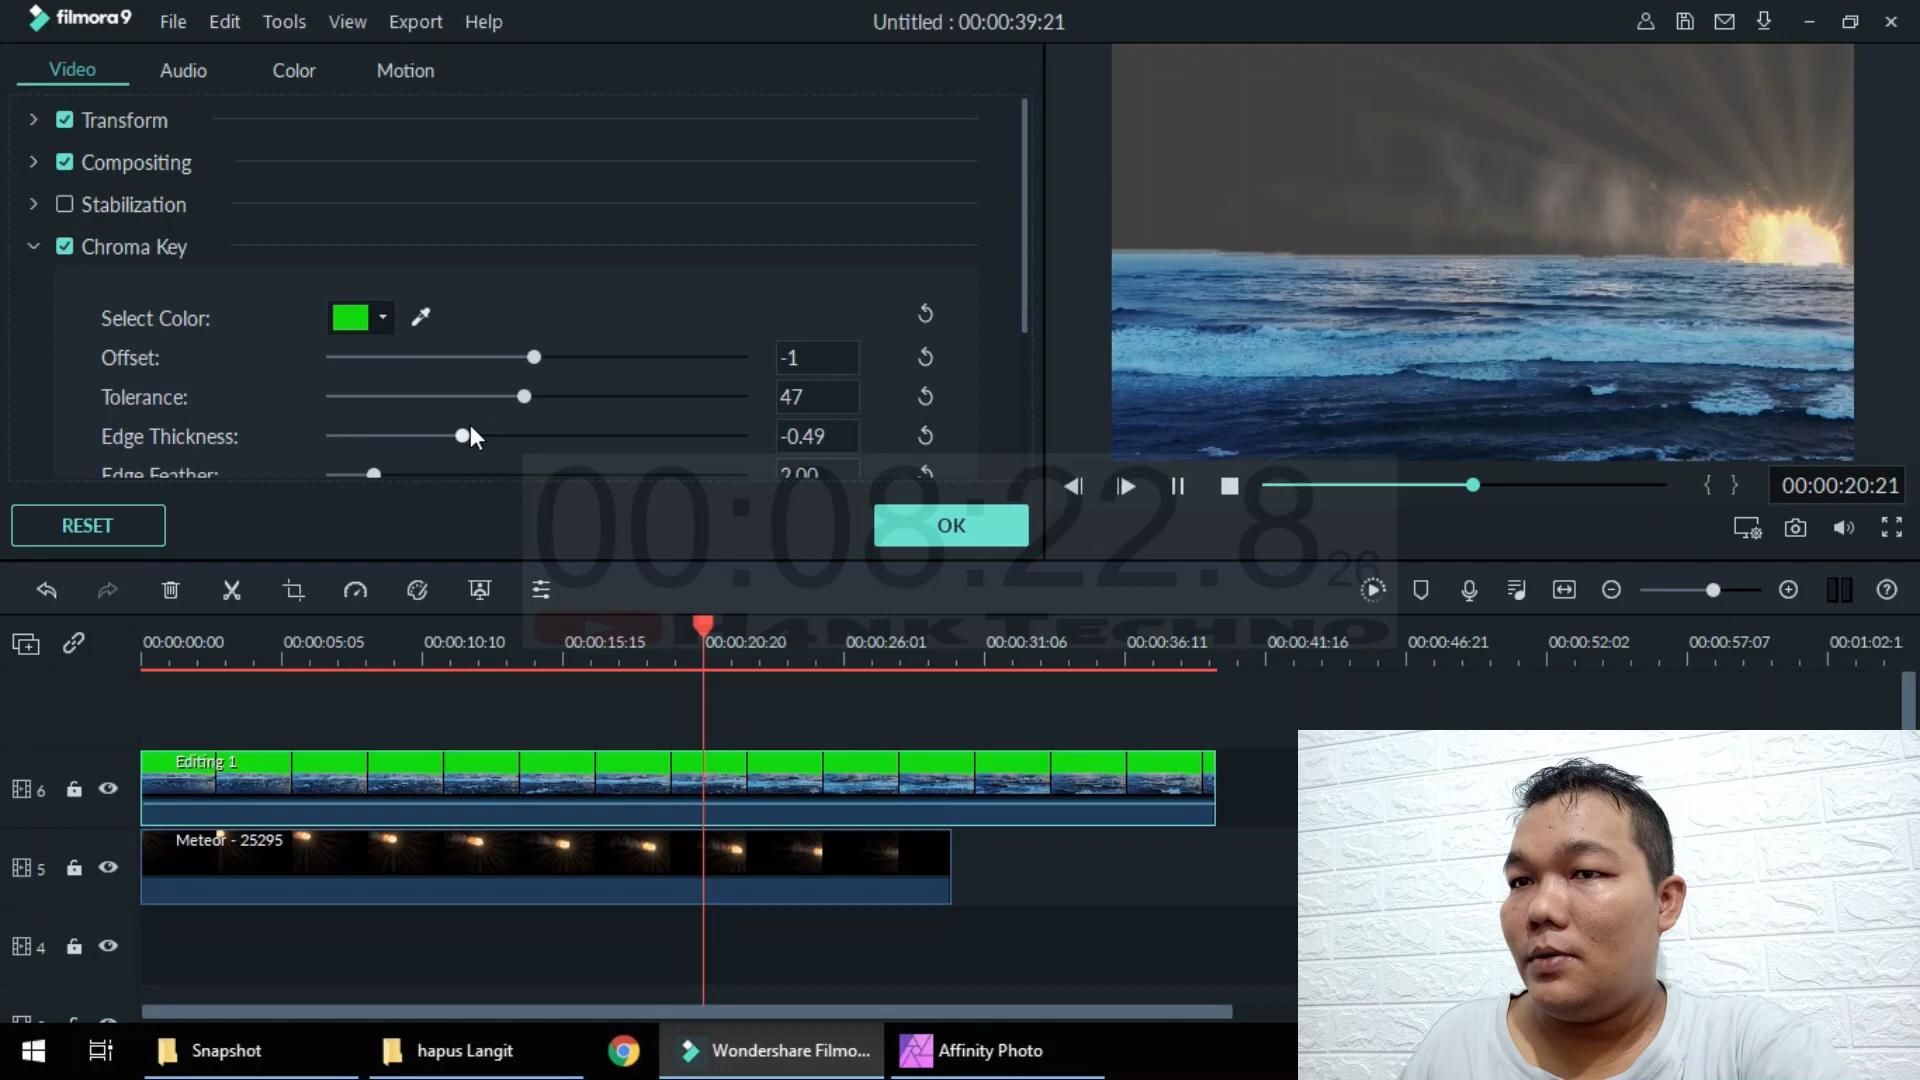 filmora9 File Edit Tools View Export Help Untitled : 00:00:39:21
Video Audio Color Motion
Transform
Compositing
Stabilization
Chroma Key
Select Color:
Offset: -1
Tolerance: 47
Edge Thickness: -0.49
Edge Feather: 2.00
RESET OK
00:00:20:21
00:08:22.826
H4NK TECHNO
00:00:00:00 00:00:05:05 00:00:10:10 00:00:15:15 00:00:20:20 00:00:26:01 00:00:31:06 00:00:36:11 00:00:41:16 00:00:46:21 00:00:52:02 00:00:57:07 00:01:02:1
Editing 1
6
Meteor - 25295
5
4
Snapshot hapus Langit Wondershare Filmo... Affinity Photo